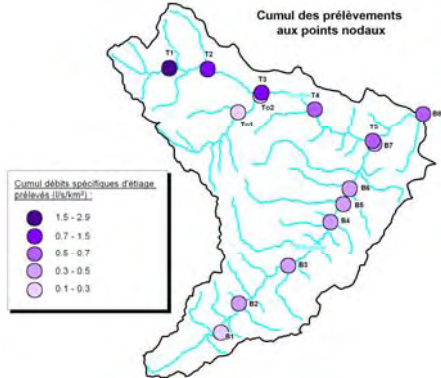 Cumul des prélèvements
aux points nodaux
T1
T2
T3
To2
To1
T4
T5
B7
B8
B6
B5
B4
B3
B2
B1
Cumul débits spécifiques d'étiage
prélevés (l/s/km²) :
1.5 - 2.9
0.7 - 1.5
0.5 - 0.7
0.3 - 0.5
0.1 - 0.3